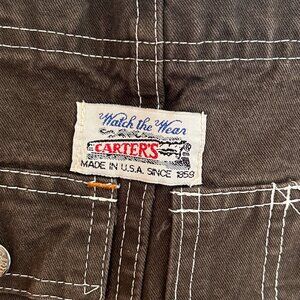 Watch the Wear
CARTER'S
MADE IN U.S.A. SINCE 1859